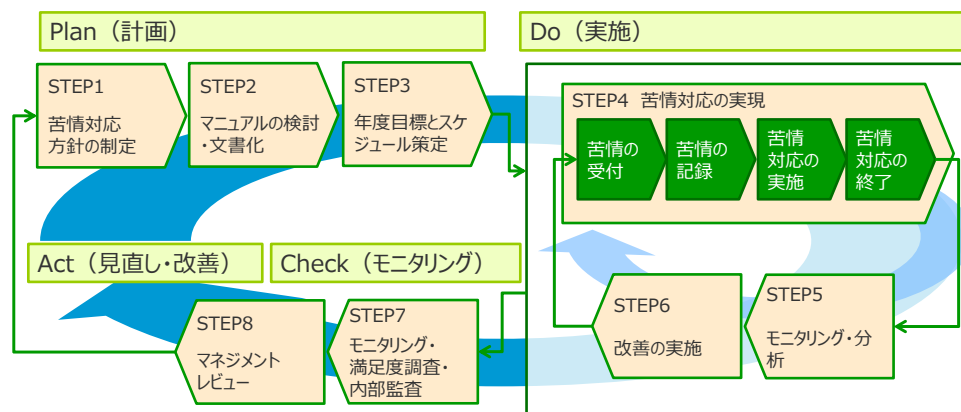 Plan（計画）
Do（実施）
STEP1
苦情対応
方針の制定
STEP2
マニュアルの検討
・文書化
STEP3
年度目標とスケ
ジュール策定
STEP4 苦情対応の実現
苦情の
受付
苦情の
記録
苦情
対応の
実施
苦情
対応の
終了
Act（見直し・改善）
Check（モニタリング）
STEP8
マネジメント
レビュー
STEP7
モニタリング・
満足度調査・
内部監査
STEP6
改善の実施
STEP5
モニタリング・分
析